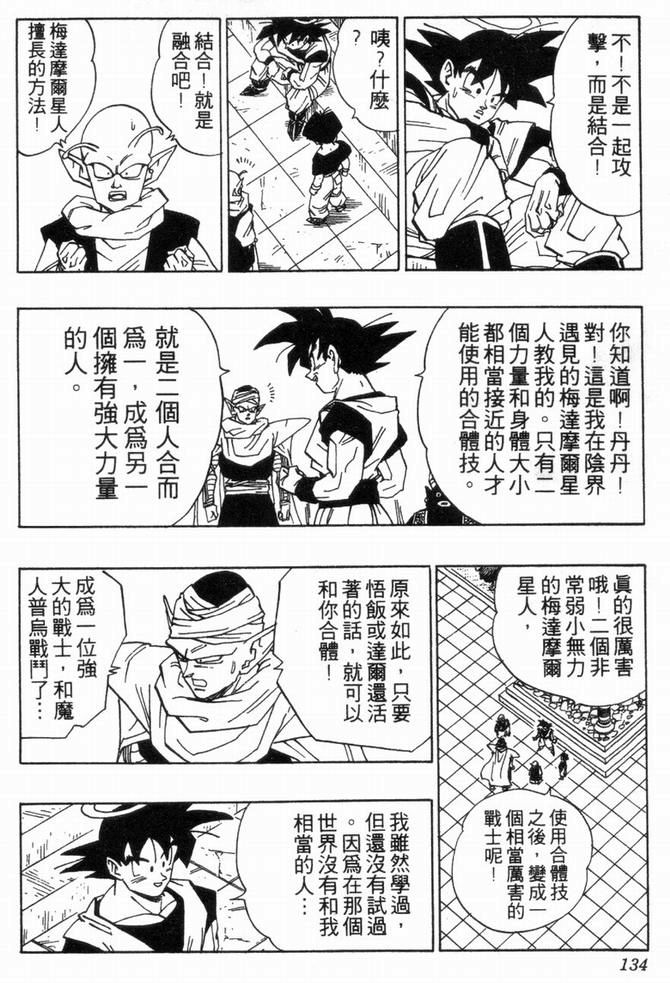 不！不是一起攻
擊，而是結合！
咦？什麼
？
結合！就是
融合吧！
梅達摩爾星人
擅長的方法！
你知道啊！丹丹！
對！這是我在陰界
遇見的梅達摩爾星
人教我的。只有二
個力量和身體大小
都相當接近的人才
能使用的合體技。
就是二個人合而
為一，成為另一
個擁有強大力量
的人。
真的很厲害
哦！二個非
常弱小無力
的梅達摩爾
星人，
使用合體技
之後，變成一
個相當厲害的
戰士呢！
原來如此，只要
悟飯或達爾還活
著的話，就可以
和你合體！
成為一位強
大的戰士，和魔
人普烏戰鬥了…
我雖然學過，
但還沒有試過
。因為在那個
世界沒有和我
相當的人…
134